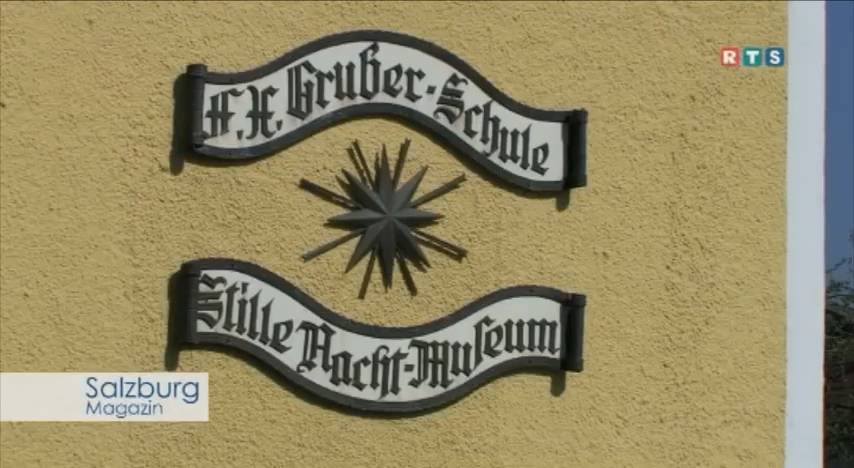 RTS
F.X. Gruber-Schule
Stille Nacht-Museum
Salzburg
Magazin